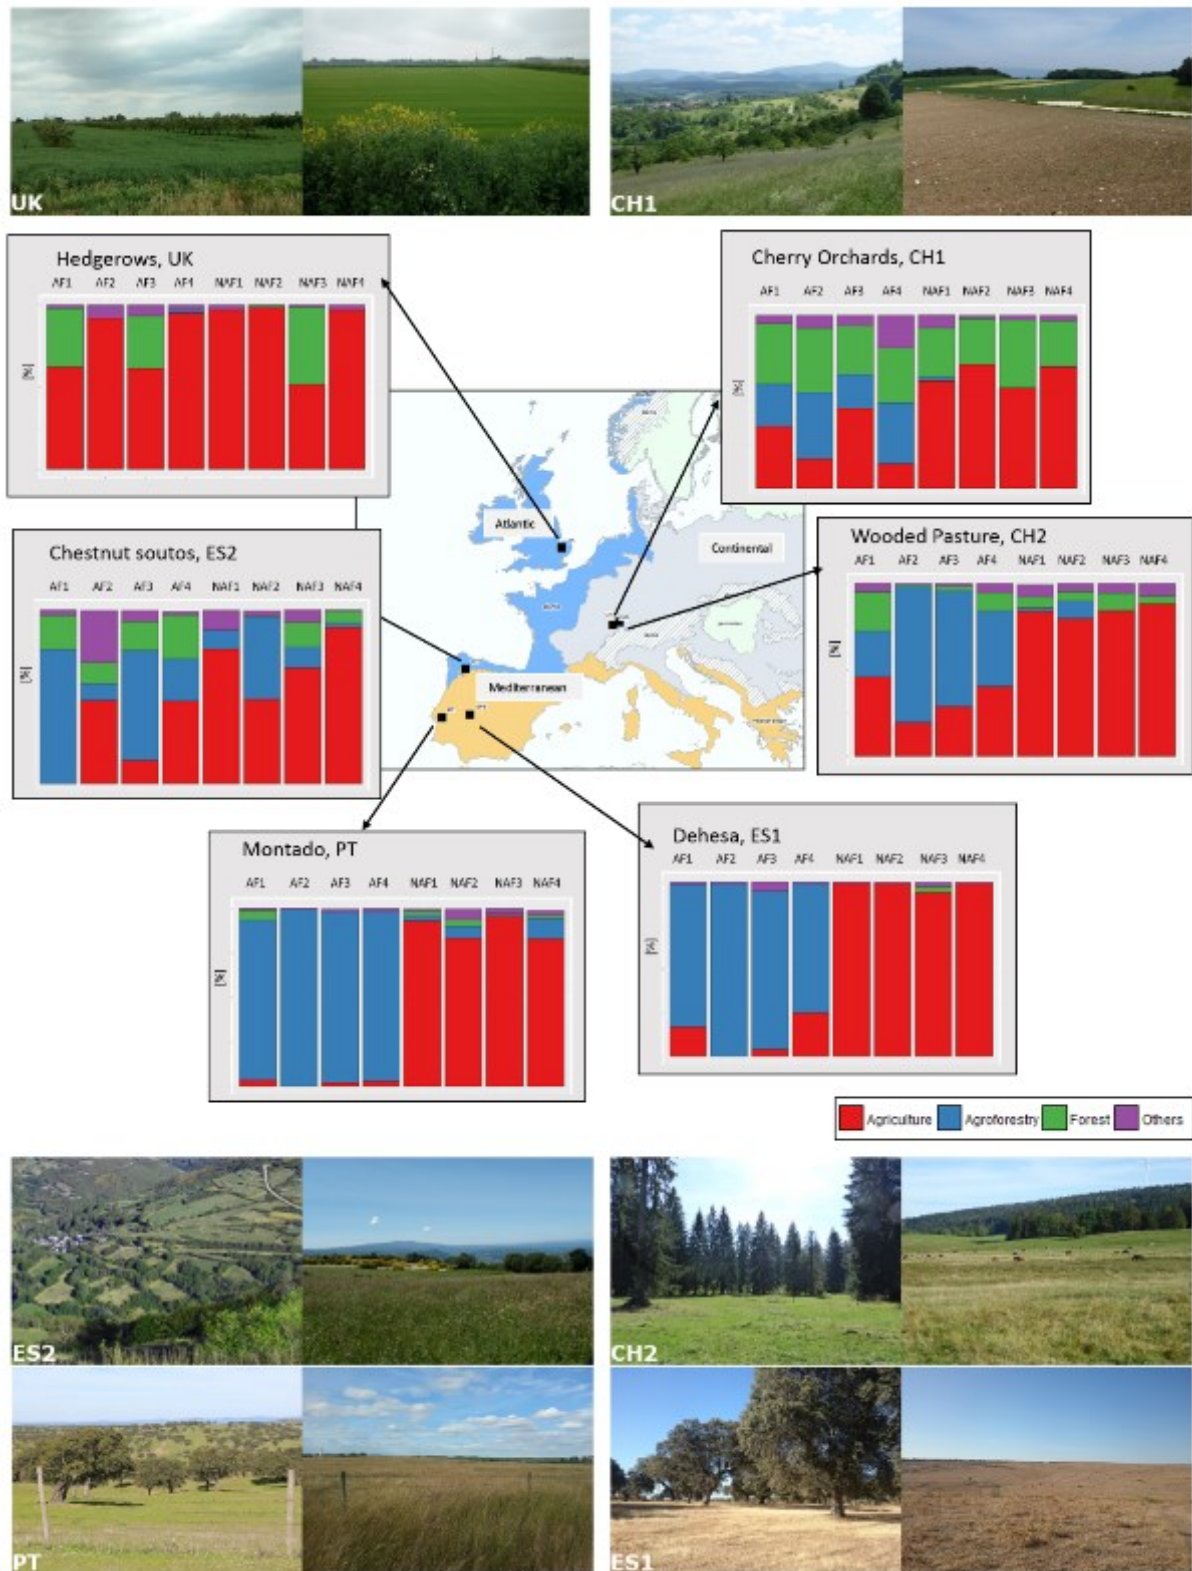 UK
CH1
Hedgerows, UK
AF1 AF2 AF3 AF4 NAF1 NAF2 NAF3 NAF4
[%]
Cherry Orchards, CH1
AF1 AF2 AF3 AF4 NAF1 NAF2 NAF3 NAF4
[%]
Atlantic
Continental
Mediterranean
Chestnut soutos, ES2
AF1 AF2 AF3 AF4 NAF1 NAF2 NAF3 NAF4
[%]
Wooded Pasture, CH2
AF1 AF2 AF3 AF4 NAF1 NAF2 NAF3 NAF4
[%]
Montado, PT
AF1 AF2 AF3 AF4 NAF1 NAF2 NAF3 NAF4
[%]
Dehesa, ES1
AF1 AF2 AF3 AF4 NAF1 NAF2 NAF3 NAF4
[%]
Agriculture Agroforestry Forest Others
ES2
CH2
PT
ES1